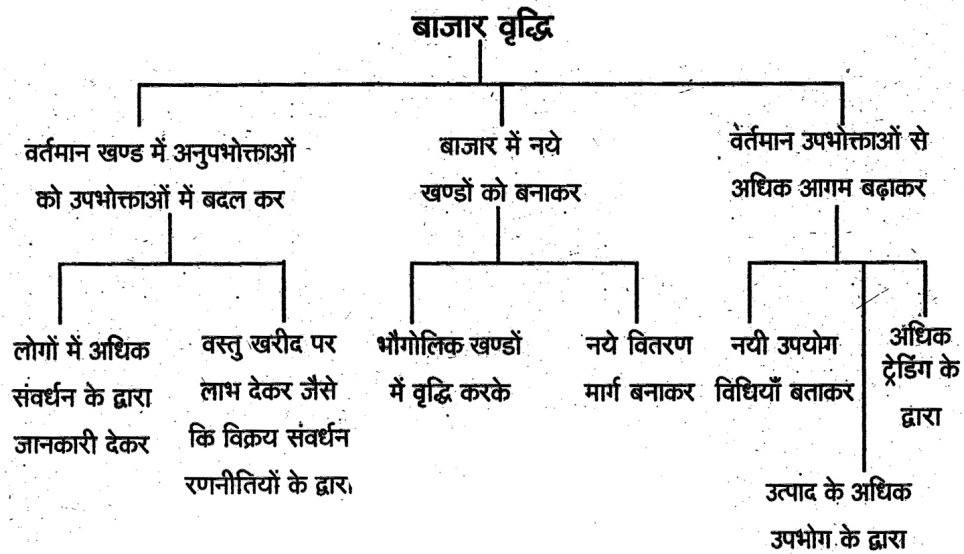 बाजार वृद्धि
वर्तमान खण्ड में अनुपभोक्ताओं
को उपभोक्ताओं में बदल कर
बाजार में नये
खण्डों को बनाकर
वर्तमान उपभोक्ताओं से
अधिक आगम बढ़ाकर
लोगों में अधिक
संवर्धन के द्वारा
जानकारी देकर
वस्तु खरीद पर
लाभ देकर जैसे
कि विक्रय संवर्धन
रणनीतियों के द्वारा
भौगोलिक खण्डों
में वृद्धि करके
नये वितरण
मार्ग बनाकर
नयी उपयोग
विधियाँ बताकर
उत्पाद के अधिक
उपभोग के द्वारा
अधिक
ट्रेडिंग के
द्वारा